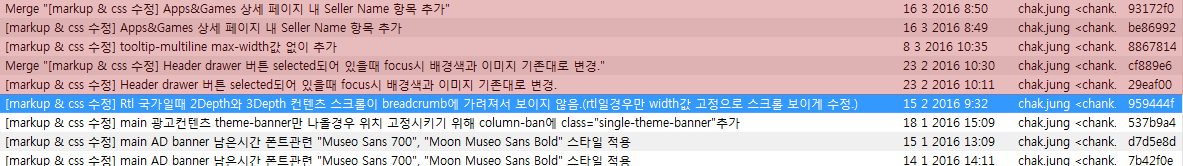 Merge "[markup & css 수정] Apps&Games 상세 페이지 내 Seller Name 항목 추가" 16 3 2016 8:50 chak.jung <chank. 93172f0
[markup & css 수정] Apps&Games 상세 페이지 내 Seller Name 항목 추가 16 3 2016 8:49 chak.jung <chank. be86992
[markup & css 수정] tooltip-multiline max-width값 없이 추가 8 3 2016 10:35 chak.jung <chank. 8867814
Merge "[markup & css 수정] Header drawer 버튼 selected되어 있을때 focus시 배경색과 이미지 기존대로 변경." 23 2 2016 10:30 chak.jung <chank. cf889e6
[markup & css 수정] Header drawer 버튼 selected되어 있을때 focus시 배경색과 이미지 기존대로 변경. 23 2 2016 10:11 chak.jung <chank. 29eaf00
[markup & css 수정] Rtl 국가일때 2Depth와 3Depth 컨텐츠 스크롤이 breadcrumb에 가려져서 보이지 않음.(rtl일경우만 width값 고정으로 스크롤 보이게 수정.) 15 2 2016 9:32 chak.jung <chank. 959444f
[markup & css 수정] main 광고컨텐츠 theme-banner만 나올경우 위치 고정시키기 위해 column-ban에 class="single-theme-banner"추가 18 1 2016 15:09 chak.jung <chank. 537b9a4
[markup & css 수정] main AD banner 남은시간 폰트관련 "Museo Sans 700", "Moon Museo Sans Bold" 스타일 적용 15 1 2016 13:09 chak.jung <chank. d7d5e8d
[markup & css 수정] main AD banner 남은시간 폰트관련 "Museo Sans 700", "Moon Museo Sans Bold" 스타일 적용 14 1 2016 14:11 chak.jung <chank. 7b42f0e